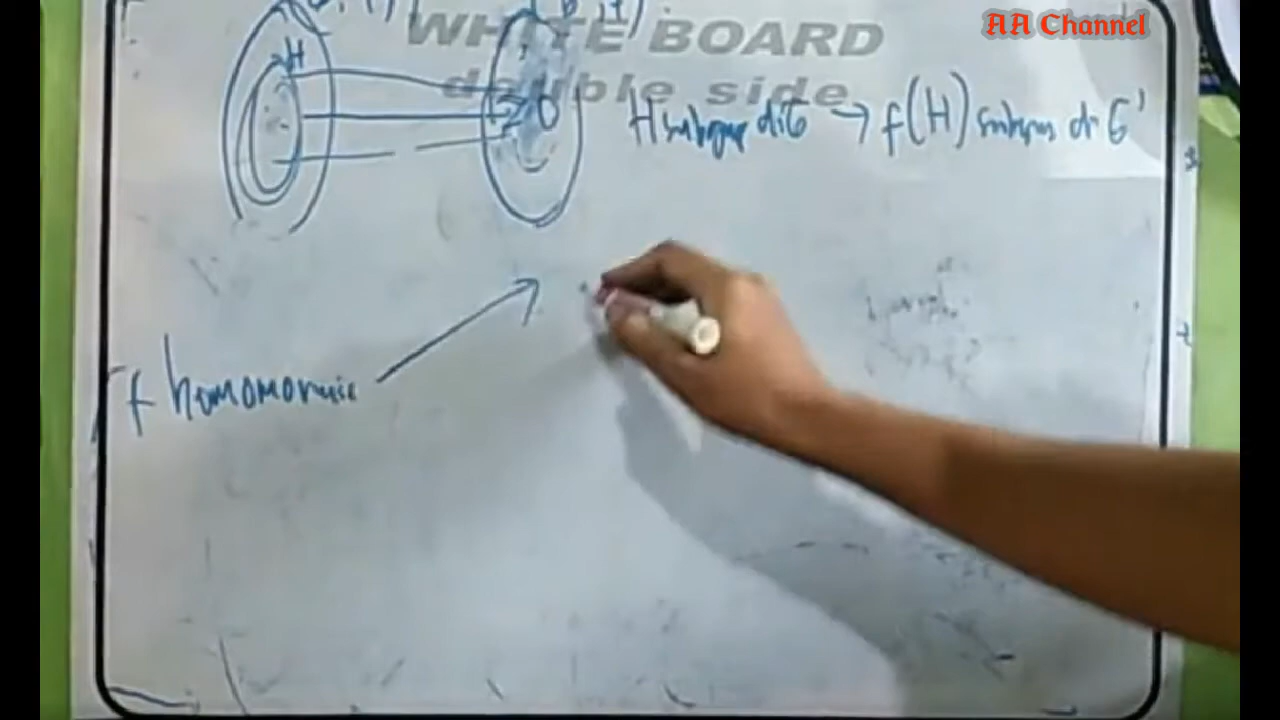 AA Channel
WHITE BOARD
double side
H
H subgrup di G → f(H) subgrup di G'
f homomorfisma